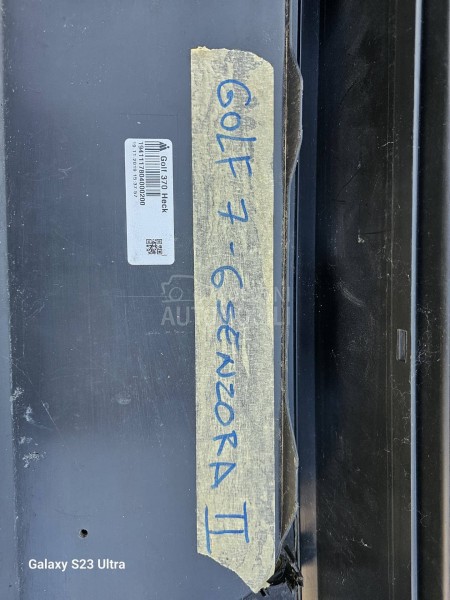 Golf 370 Heck
GOLF 7 - 6 SENZORA II
Galaxy S23 Ultra